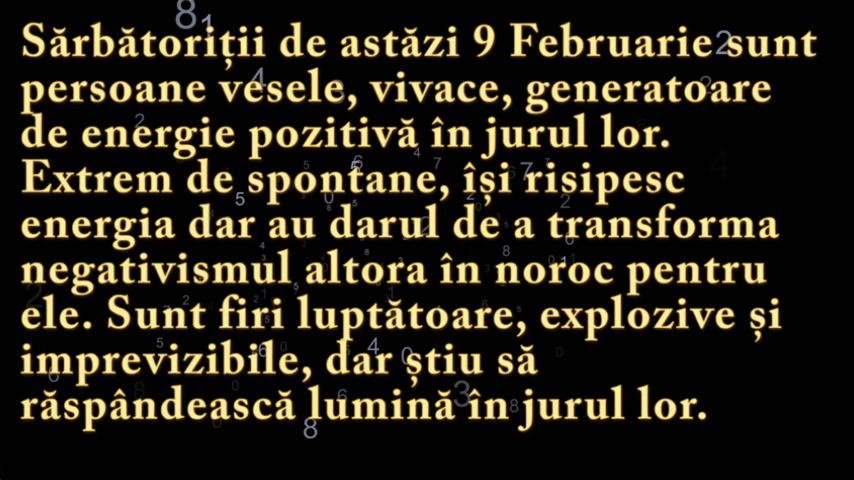 Sărbătoriții de astăzi 9 Februarie sunt
persoane vesele, vivace, generatoare
de energie pozitivă în jurul lor.
Extrem de spontane, își risipesc
energia dar au darul de a transforma
negativismul altora în noroc pentru
ele. Sunt firi luptătoare, explozive și
imprevizibile, dar știu să
răspândească lumină în jurul lor.